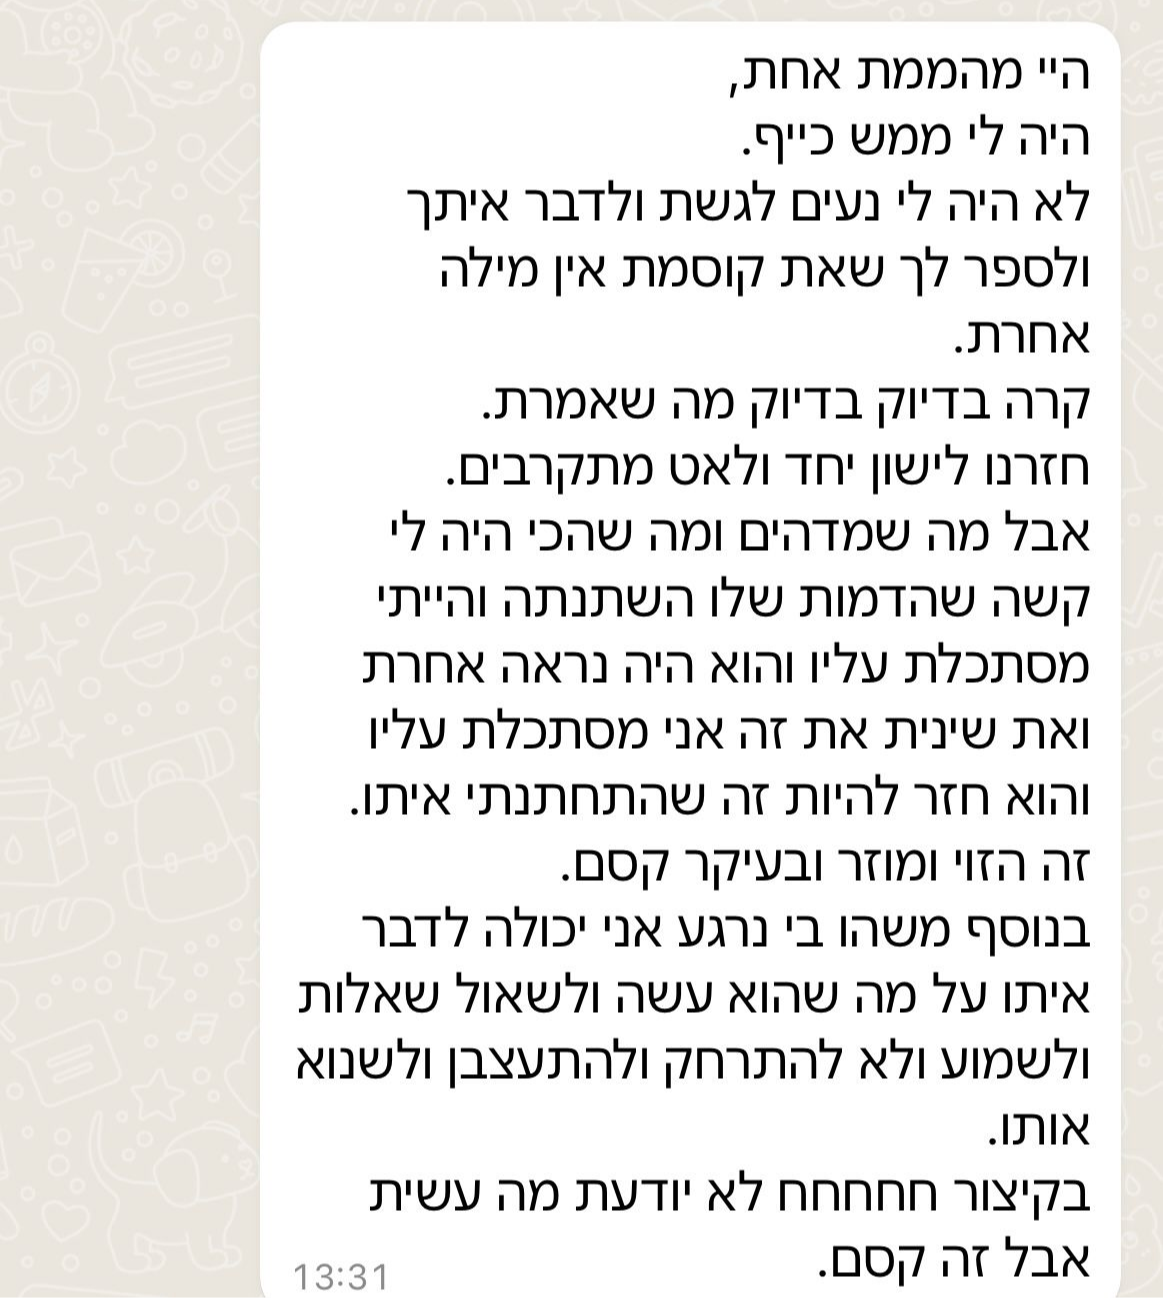 היי מהממת אחת,
היה לי ממש כייף.
לא היה לי נעים לגשת ולדבר איתך
ולספר לך שאת קוסמת אין מילה
אחרת.
קרה בדיוק בדיוק מה שאמרת.
חזרנו לישון יחד ולאט מתקרבים.
אבל מה שמדהים ומה שהכי היה לי
קשה שהדמות שלו השתנתה והייתי
מסתכלת עליו והוא היה נראה אחרת
ואת שינית את זה אני מסתכלת עליו
והוא חזר להיות זה שהתחתנתי איתו.
זה הזוי ומוזר ובעיקר קסם.
בנוסף משהו בי נרגע אני יכולה לדבר
איתו על מה שהוא עשה ולשאול שאלות
ולשמוע ולא להתרחק ולהתעצבן ולשנוא
אותו.
בקיצור חחחחח לא יודעת מה עשית
אבל זה קסם.
13:31